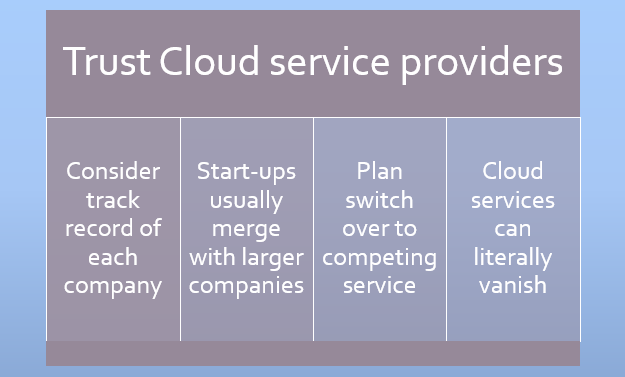 Trust Cloud service providers
Consider
track
record of
each
company
Start-ups
usually
merge
with larger
companies
Plan
switch
over to
competing
service
Cloud
services
can
literally
vanish